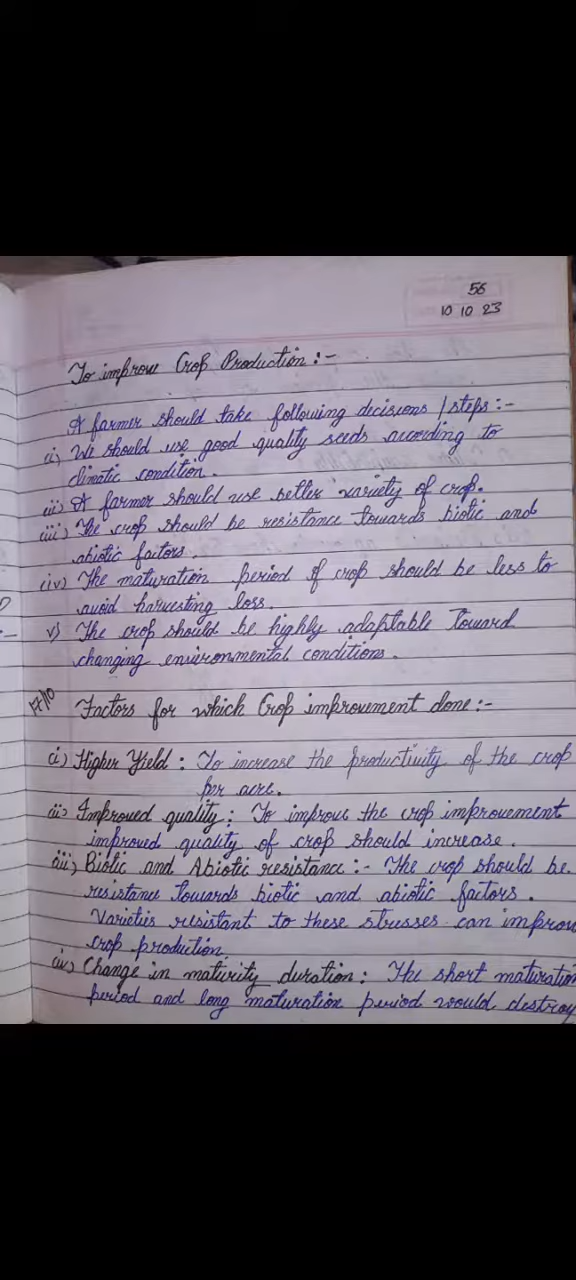 56
10 10 23
To improve Crop Production :-
A farmer should take following decisions / steps :-
(i) We should use good quality seeds according to
climatic condition.
(ii) A farmer should use better variety of crop.
(iii) The crop should be resistance towards biotic and
abiotic factors.
(iv) The maturation period of crop should be less to
avoid harvesting loss.
v) The crop should be highly adaptable toward
changing environmental conditions.
17/10
Factors for which Crop improvement done :-
(i) Higher Yield : To increase the productivity of the crop
per acre.
(ii) Improved quality : To improve the crop improvement
improved quality of crop should increase.
(iii) Biotic and Abiotic resistance :- The crop should be
resistance towards biotic and abiotic factors.
Varieties resistant to these stresses can improve
crop production.
(iv) Change in maturity duration : The short maturation
period and long maturation period would destroy